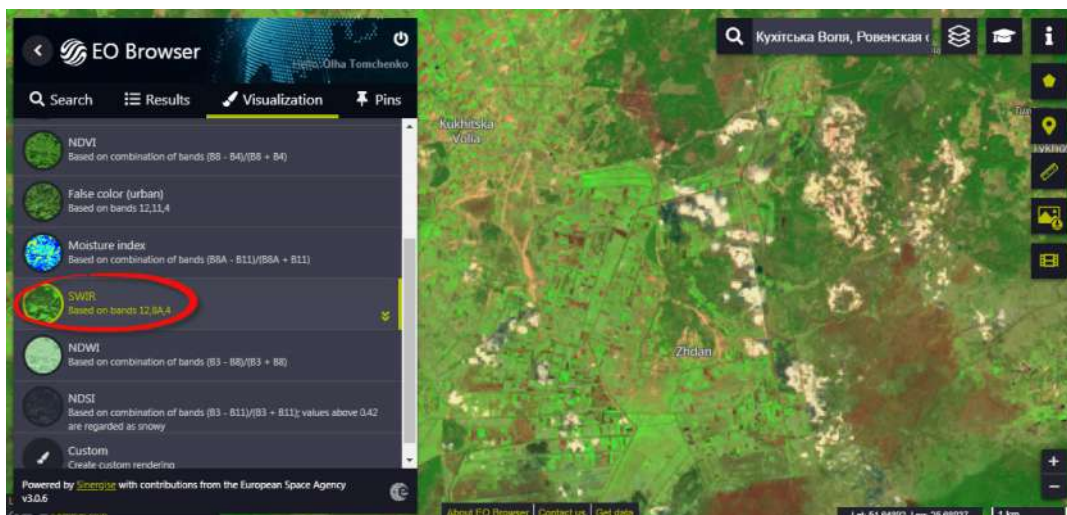 EO Browser
Hello, Olha Tomchenko
Search
Results
Visualization
Pins
NDVI
Based on combination of bands (B8 - B4)/(B8 + B4)
False color (urban)
Based on bands 12,11,4
Moisture index
Based on combination of bands (B8A - B11)/(B8A + B11)
SWIR
Based on bands 12,8A,4
NDWI
Based on combination of bands (B3 - B8)/(B3 + B8)
NDSI
Based on combination of bands (B3 - B11)/(B3 + B11); values above 0.42
are regarded as snowy
Custom
Create custom rendering
Powered by Sinergise with contributions from the European Space Agency
v3.0.6
Кухітська Воля, Ровенская
Kukhitska
Volia
Zhdan
About EO Browser
Contact us
Get data
1 km